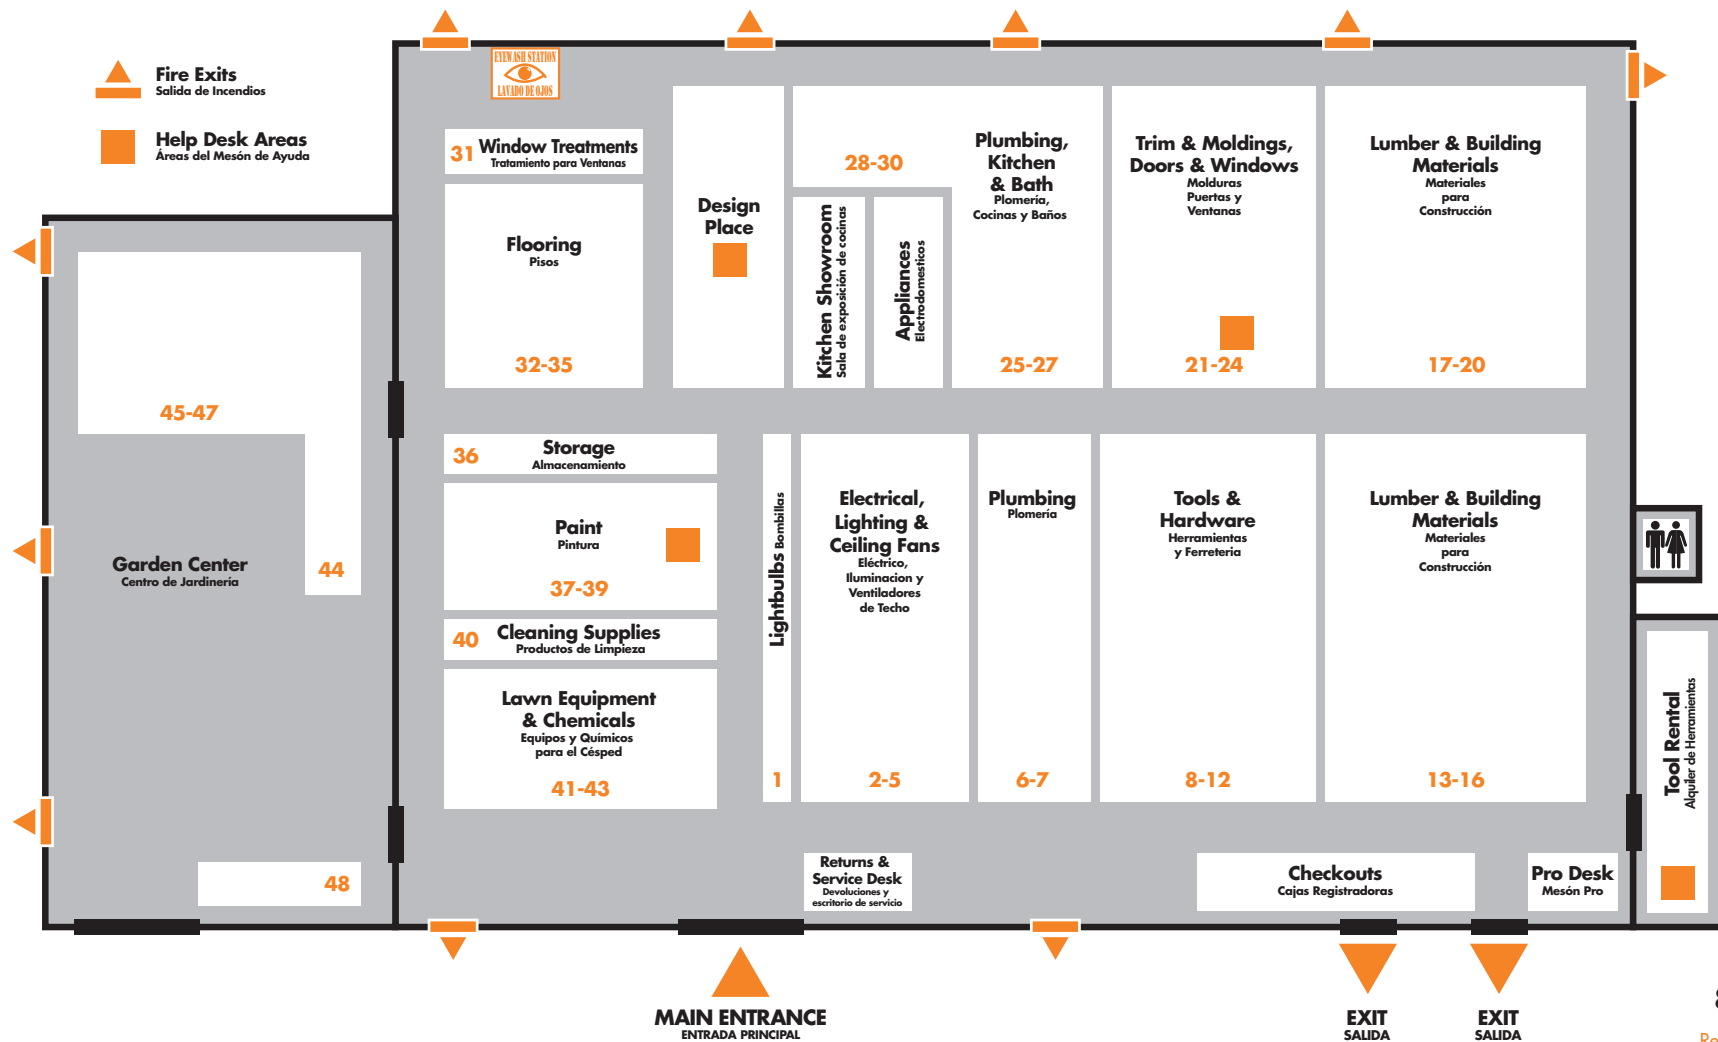 EYEWASH STATION
LAVADO DE OJOS
Fire Exits
Salida de Incendios
Help Desk Areas
Áreas del Mesón de Ayuda
31 Window Treatments
Tratamiento para Ventanas
Flooring
Pisos
32-35
Design
Place
28-30
Kitchen Showroom
Sala de exposición de cocinas
Appliances
Electrodomesticos
Plumbing,
Kitchen
& Bath
Plomería,
Cocinas y Baños
25-27
Trim & Moldings,
Doors & Windows
Molduras
Puertas y
Ventanas
21-24
Lumber & Building
Materials
Materiales
para
Construcción
17-20
45-47
44
Garden Center
Centro de Jardinería
48
36 Storage
Almacenamiento
Paint
Pintura
37-39
40 Cleaning Supplies
Productos de Limpieza
Lawn Equipment
& Chemicals
Equipos y Químicos
para el Césped
41-43
Lightbulbs Bombillas
1
Electrical,
Lighting &
Ceiling Fans
Eléctrico,
Iluminacion y
Ventiladores
de Techo
2-5
Plumbing
Plomería
6-7
Tools &
Hardware
Herramientas
y Ferreteria
8-12
Lumber & Building
Materials
Materiales
para
Construcción
13-16
Tool Rental
Alquiler de Herramientas
Returns &
Service Desk
Devoluciones y
escritorio de servicio
Checkouts
Cajas Registradoras
Pro Desk
Mesón Pro
MAIN ENTRANCE
ENTRADA PRINCIPAL
EXIT
SALIDA
EXIT
SALIDA
Re